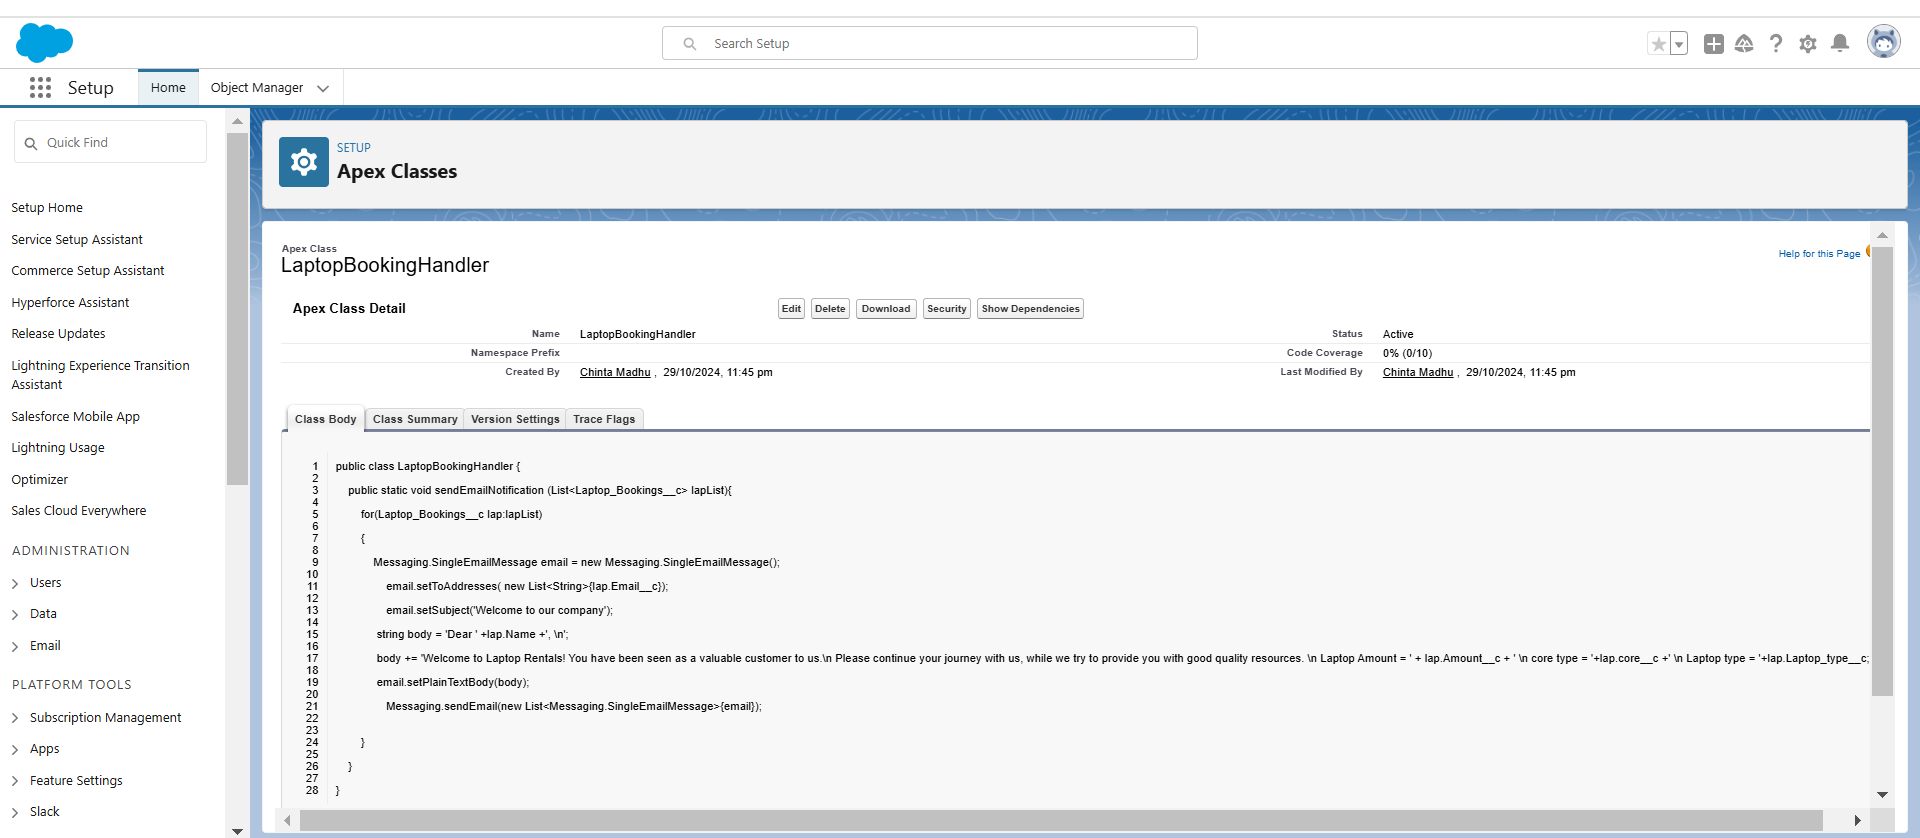 Search Setup
Setup
Home
Object Manager
Quick Find
Setup Home
Service Setup Assistant
Commerce Setup Assistant
Hyperforce Assistant
Release Updates
Lightning Experience Transition
Assistant
Salesforce Mobile App
Lightning Usage
Optimizer
Sales Cloud Everywhere
ADMINISTRATION
Users
Data
Email
PLATFORM TOOLS
Subscription Management
Apps
Feature Settings
Slack
SETUP
Apex Classes
Apex Class
LaptopBookingHandler
Help for this Page
Apex Class Detail
Edit Delete Download Security Show Dependencies
Name LaptopBookingHandler Status Active
Namespace Prefix Code Coverage 0% (0/10)
Created By Chinta Madhu , 29/10/2024, 11:45 pm Last Modified By Chinta Madhu , 29/10/2024, 11:45 pm
Class Body Class Summary Version Settings Trace Flags
1 public class LaptopBookingHandler {
2
3 public static void sendEmailNotification (List<Laptop_Bookings__c> lapList){
4
5 for(Laptop_Bookings__c lap:lapList)
6
7 {
8
9 Messaging.SingleEmailMessage email = new Messaging.SingleEmailMessage();
10
11 email.setToAddresses( new List<String>{lap.Email__c});
12
13 email.setSubject('Welcome to our company');
14
15 string body = 'Dear ' +lap.Name +', \n';
16
17 body += 'Welcome to Laptop Rentals! You have been seen as a valuable customer to us.\n Please continue your journey with us, while we try to provide you with good quality resources. \n Laptop Amount = ' + lap.Amount__c + ' \n core type = '+lap.core__c +' \n Laptop type = '+lap.Laptop_type__c;
18
19 email.setPlainTextBody(body);
20
21 Messaging.sendEmail(new List<Messaging.SingleEmailMessage>{email});
22
23
24 }
25
26 }
27
28 }